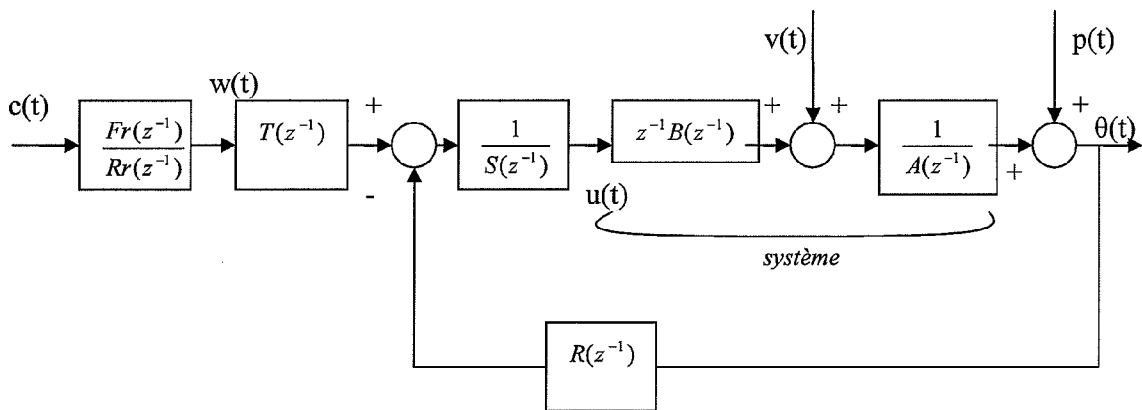 v(t)
p(t)
c(t)
w(t)
Fr(z⁻¹)
Rr(z⁻¹)
T(z⁻¹)
+
-
1
S(z⁻¹)
u(t)
z⁻¹B(z⁻¹)
+
+
1
A(z⁻¹)
+
+
θ(t)
système
R(z⁻¹)